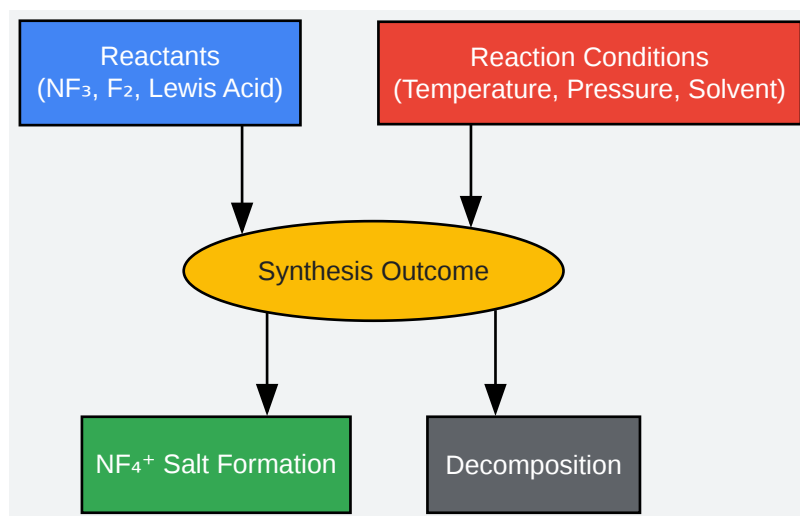 Reactants
(NF₃, F₂, Lewis Acid)
Reaction Conditions
(Temperature, Pressure, Solvent)
Synthesis Outcome
NF₄⁺ Salt Formation
Decomposition